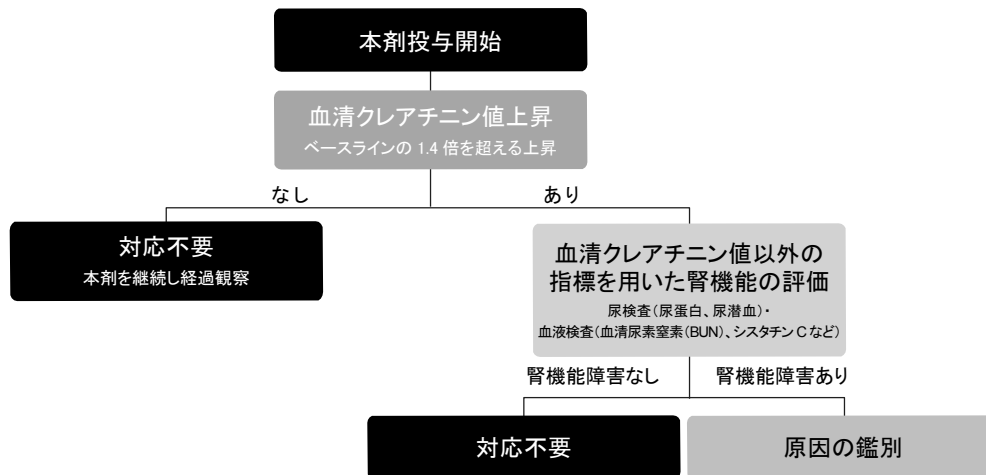 本剤投与開始
血清クレアチニン値上昇
ベースラインの 1.4 倍を超える上昇
なし
あり
対応不要
本剤を継続し経過観察
血清クレアチニン値以外の
指標を用いた腎機能の評価
尿検査（尿蛋白、尿潜血）・
血液検査（血清尿素窒素（BUN）、シスタチン C など）
腎機能障害なし
腎機能障害あり
対応不要
原因の鑑別